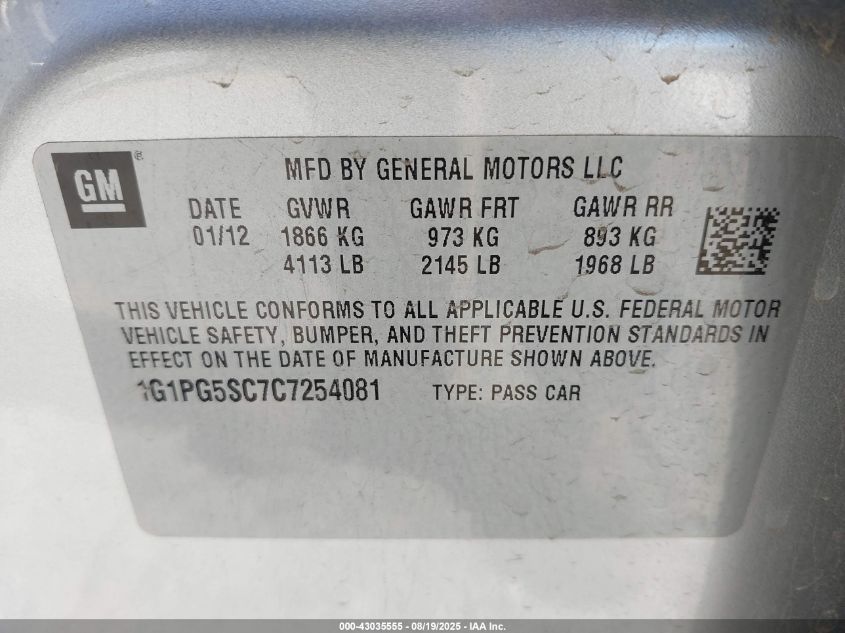 GM
®
MFD BY GENERAL MOTORS LLC
DATE GVWR GAWR FRT GAWR RR
01/12 1866 KG 973 KG 893 KG
4113 LB 2145 LB 1968 LB
THIS VEHICLE CONFORMS TO ALL APPLICABLE U.S. FEDERAL MOTOR
VEHICLE SAFETY, BUMPER, AND THEFT PREVENTION STANDARDS IN
EFFECT ON THE DATE OF MANUFACTURE SHOWN ABOVE.
1G1PG5SC7C7254081 TYPE: PASS CAR
000-43035555 - 08/19/2025 - IAA Inc.